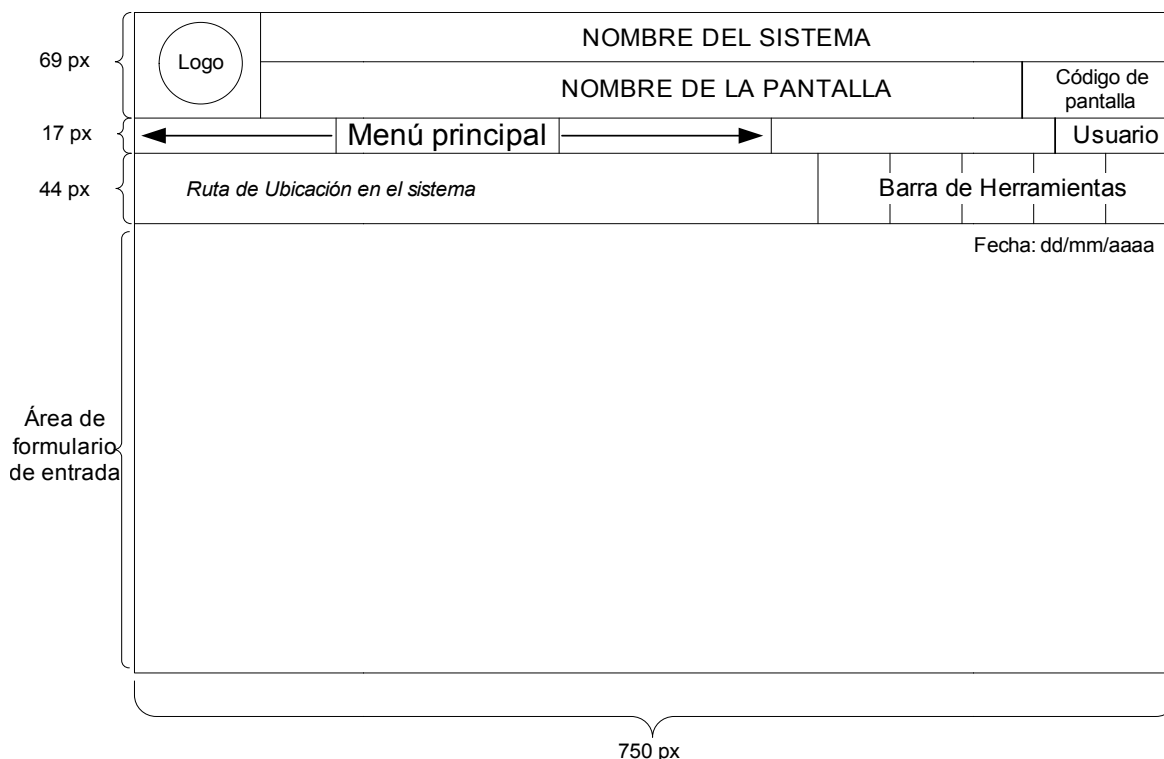 NOMBRE DEL SISTEMA
69 px
Logo
NOMBRE DE LA PANTALLA
Código de
pantalla
17 px
Menú principal
Usuario
44 px
Ruta de Ubicación en el sistema
Barra de Herramientas
Fecha: dd/mm/aaaa
Área de
formulario
de entrada
750 px